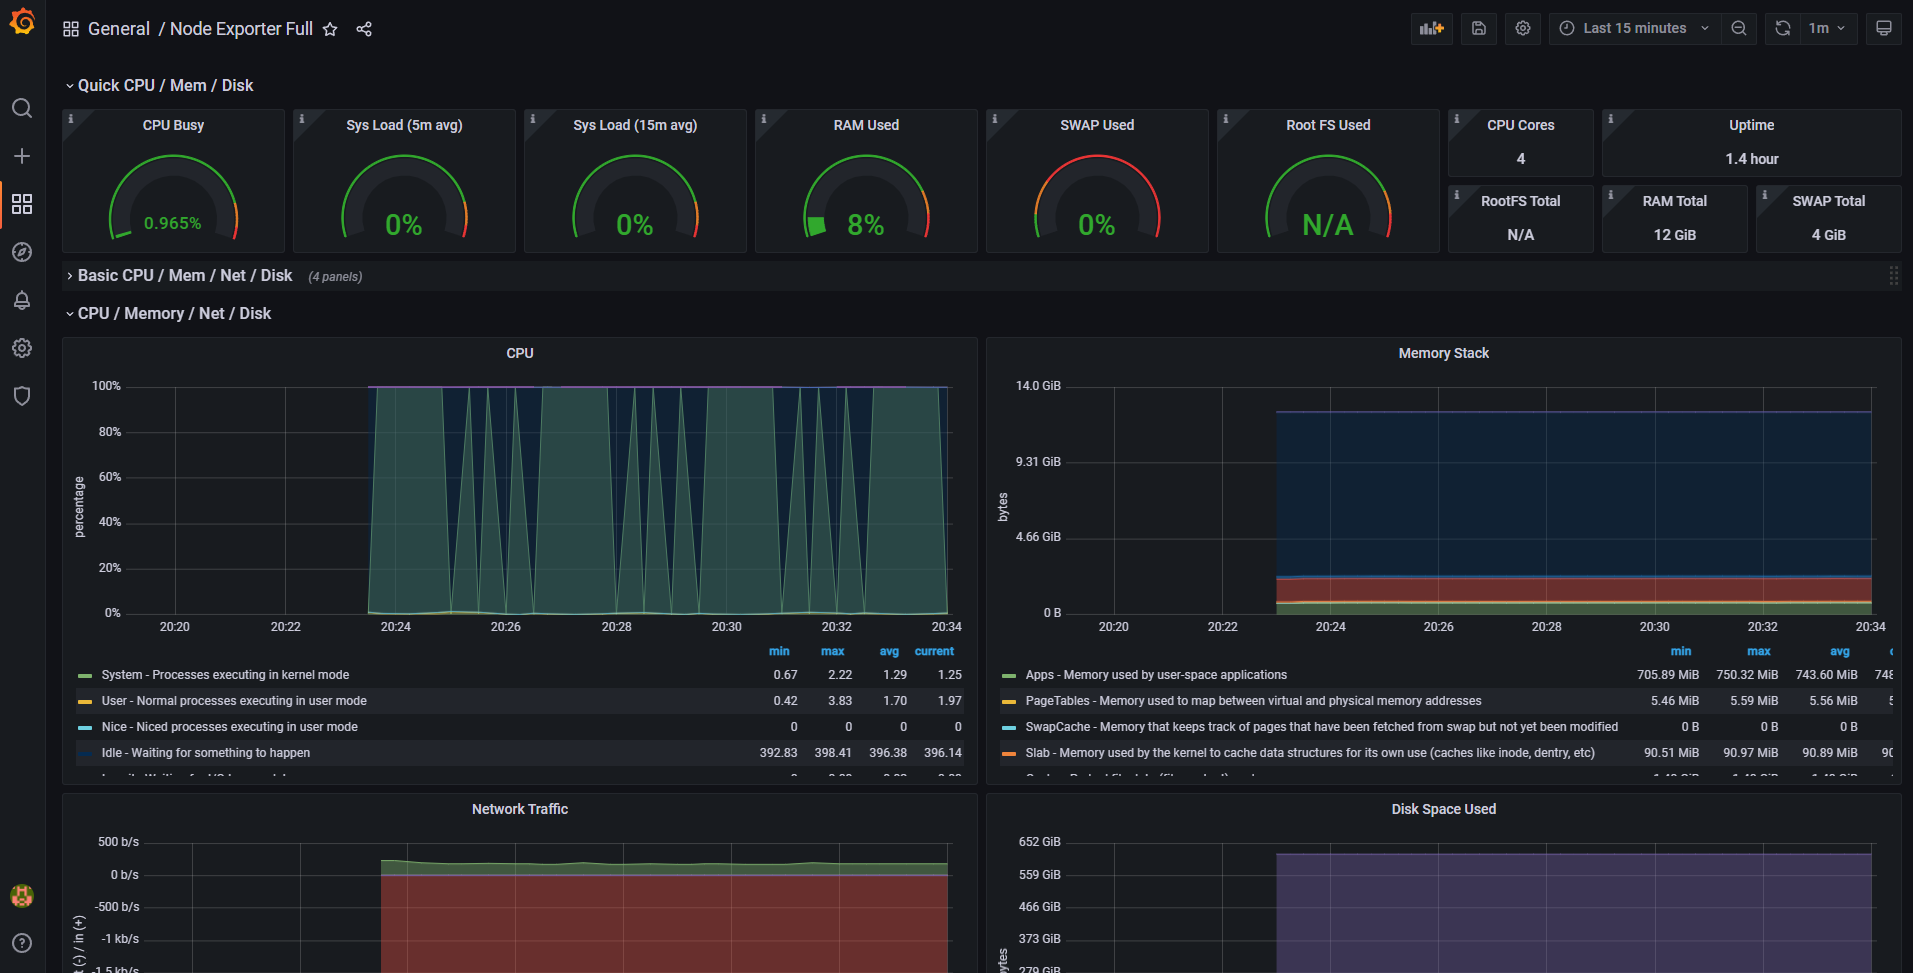 General / Node Exporter Full
Last 15 minutes
1m
Quick CPU / Mem / Disk
CPU Busy
0.965%
Sys Load (5m avg)
0%
Sys Load (15m avg)
0%
RAM Used
8%
SWAP Used
0%
Root FS Used
N/A
CPU Cores
4
Uptime
1.4 hour
RootFS Total
N/A
RAM Total
12 GiB
SWAP Total
4 GiB
Basic CPU / Mem / Net / Disk (4 panels)
CPU / Memory / Net / Disk
CPU
percentage
100%
80%
60%
40%
20%
0%
20:20 20:22 20:24 20:26 20:28 20:30 20:32 20:34
min max avg current
System - Processes executing in kernel mode 0.67 2.22 1.29 1.25
User - Normal processes executing in user mode 0.42 3.83 1.70 1.97
Nice - Niced processes executing in user mode 0 0 0 0
Idle - Waiting for something to happen 392.83 398.41 396.38 396.14
Memory Stack
bytes
14.0 GiB
9.31 GiB
4.66 GiB
0 B
20:20 20:22 20:24 20:26 20:28 20:30 20:32 20:34
min max avg
Apps - Memory used by user-space applications 705.89 MiB 750.32 MiB 743.60 MiB 748
PageTables - Memory used to map between virtual and physical memory addresses 5.46 MiB 5.59 MiB 5.56 MiB
SwapCache - Memory that keeps track of pages that have been fetched from swap but not yet been modified 0 B 0 B 0 B
Slab - Memory used by the kernel to cache data structures for its own use (caches like inode, dentry, etc) 90.51 MiB 90.97 MiB 90.89 MiB 90
Network Traffic
t (-) / in (+)
500 b/s
0 b/s
-500 b/s
-1 kb/s
-1.5 kb/s
Disk Space Used
bytes
652 GiB
559 GiB
466 GiB
373 GiB
279 GiB